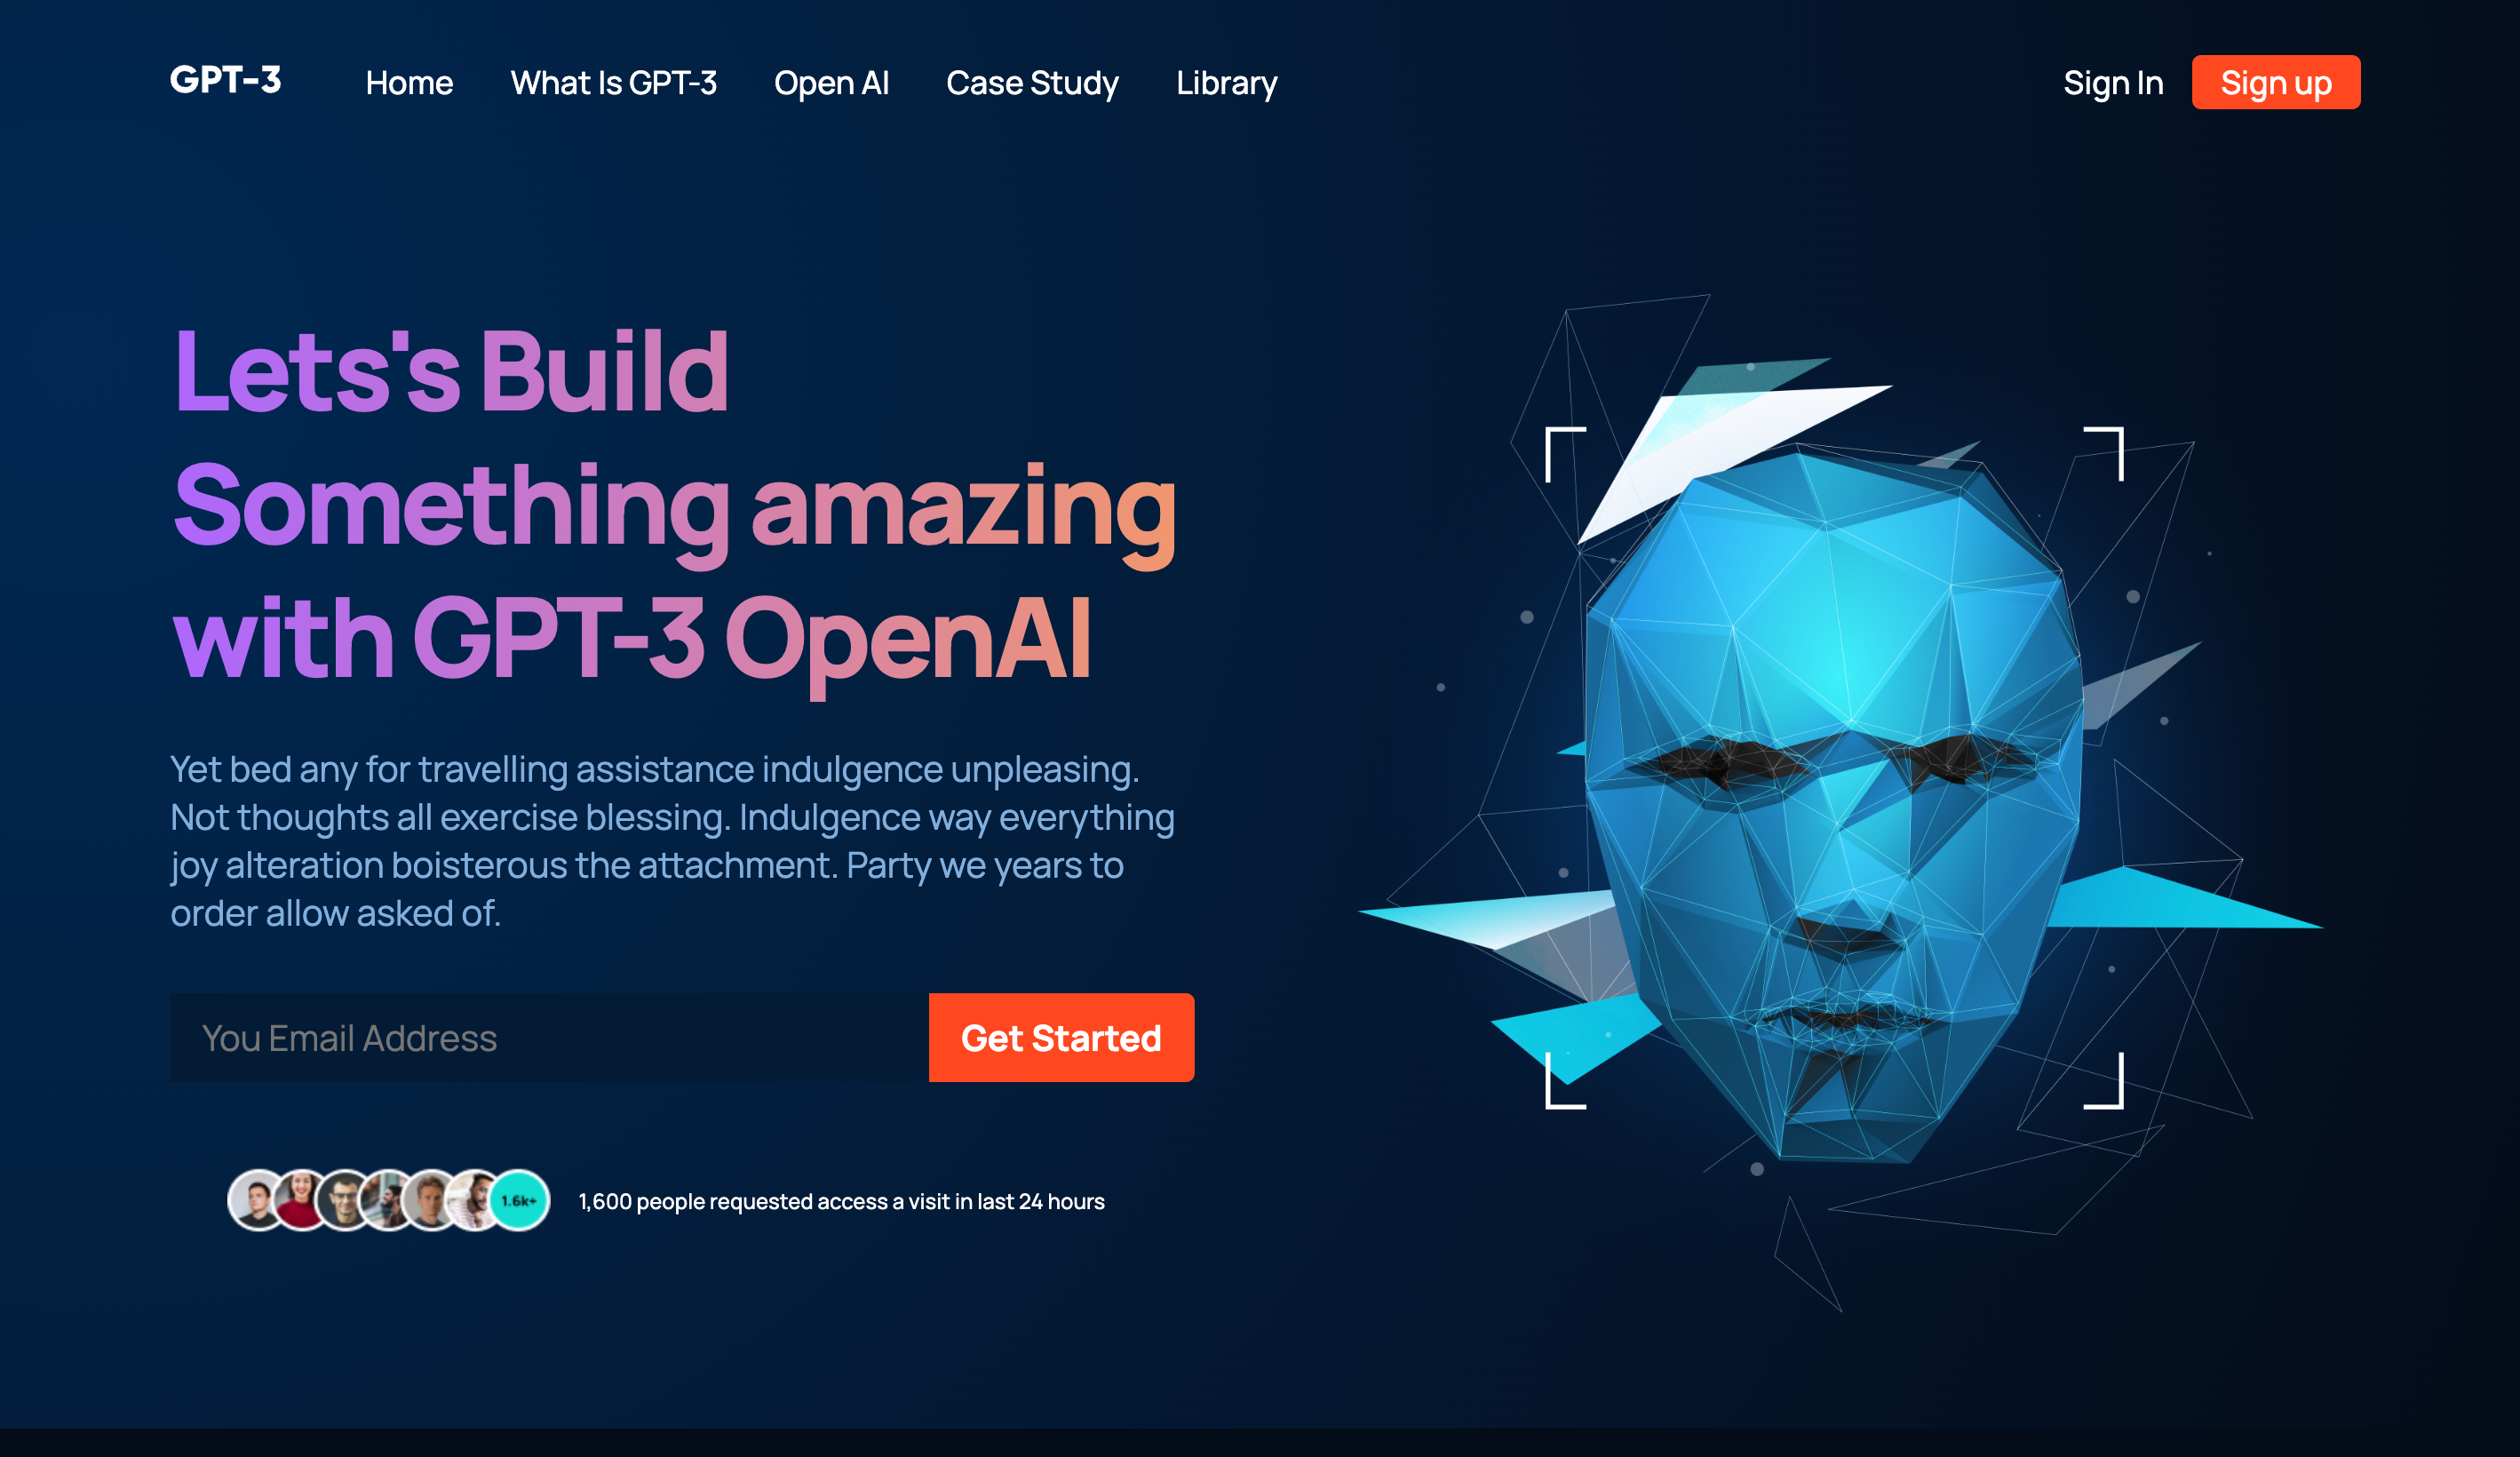 GPT-3
Home
What Is GPT-3
Open AI
Case Study
Library
Sign In
Sign up
Lets's Build
Something amazing
with GPT-3 OpenAI
Yet bed any for travelling assistance indulgence unpleasing.
Not thoughts all exercise blessing. Indulgence way everything
joy alteration boisterous the attachment. Party we years to
order allow asked of.
You Email Address
Get Started
1.6k+
1,600 people requested access a visit in last 24 hours